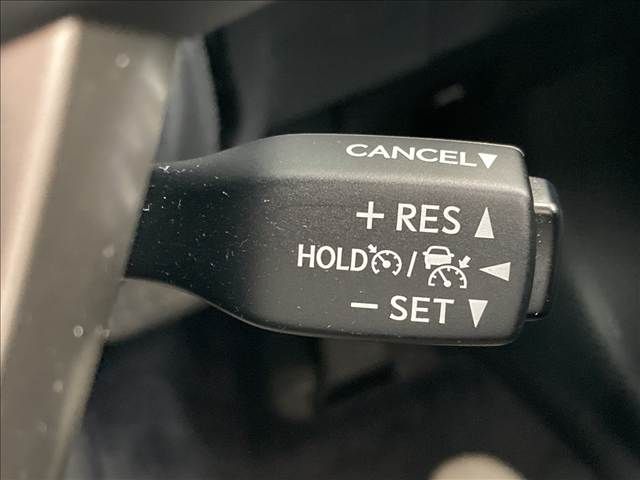 CANCEL▼
+ RES ▲
HOLD / ◀
− SET ▼